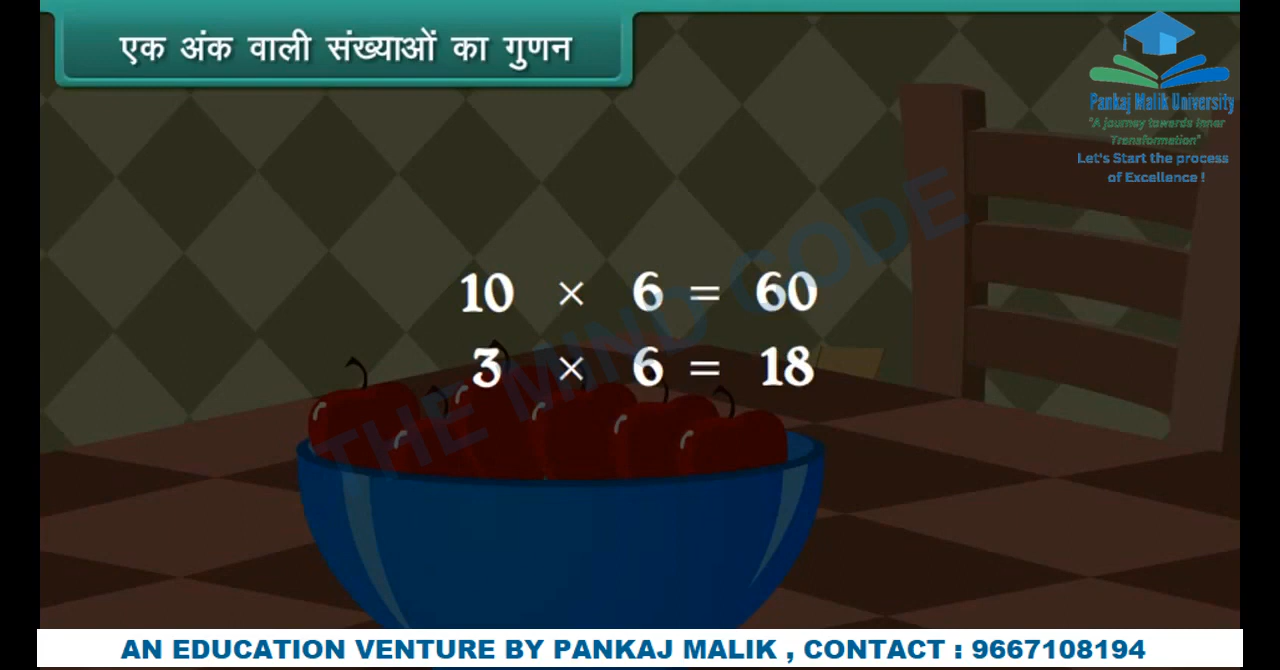 एक अंक वाली संख्याओं का गुणन
Pankaj Malik University
"A journey towards Inner
Transformation"
Let's Start the process
of Excellence !
10 × 6 = 60
3 × 6 = 18
THE MIND CODE
AN EDUCATION VENTURE BY PANKAJ MALIK , CONTACT : 9667108194